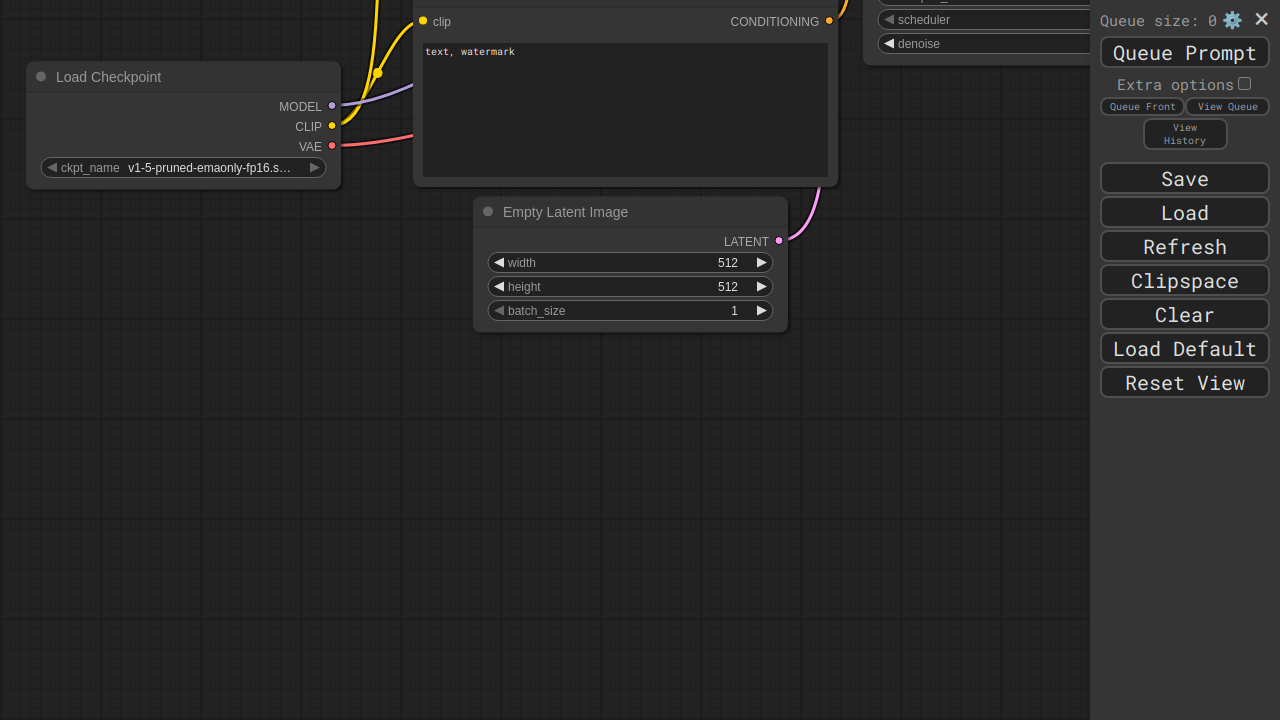 clip
CONDITIONING
text, watermark
scheduler
denoise
Load Checkpoint
MODEL
CLIP
VAE
ckpt_name v1-5-pruned-emaonly-fp16.s…
Empty Latent Image
LATENT
width 512
height 512
batch_size 1
Queue size: 0
Queue Prompt
Extra options
Queue Front
View Queue
View
History
Save
Load
Refresh
Clipspace
Clear
Load Default
Reset View